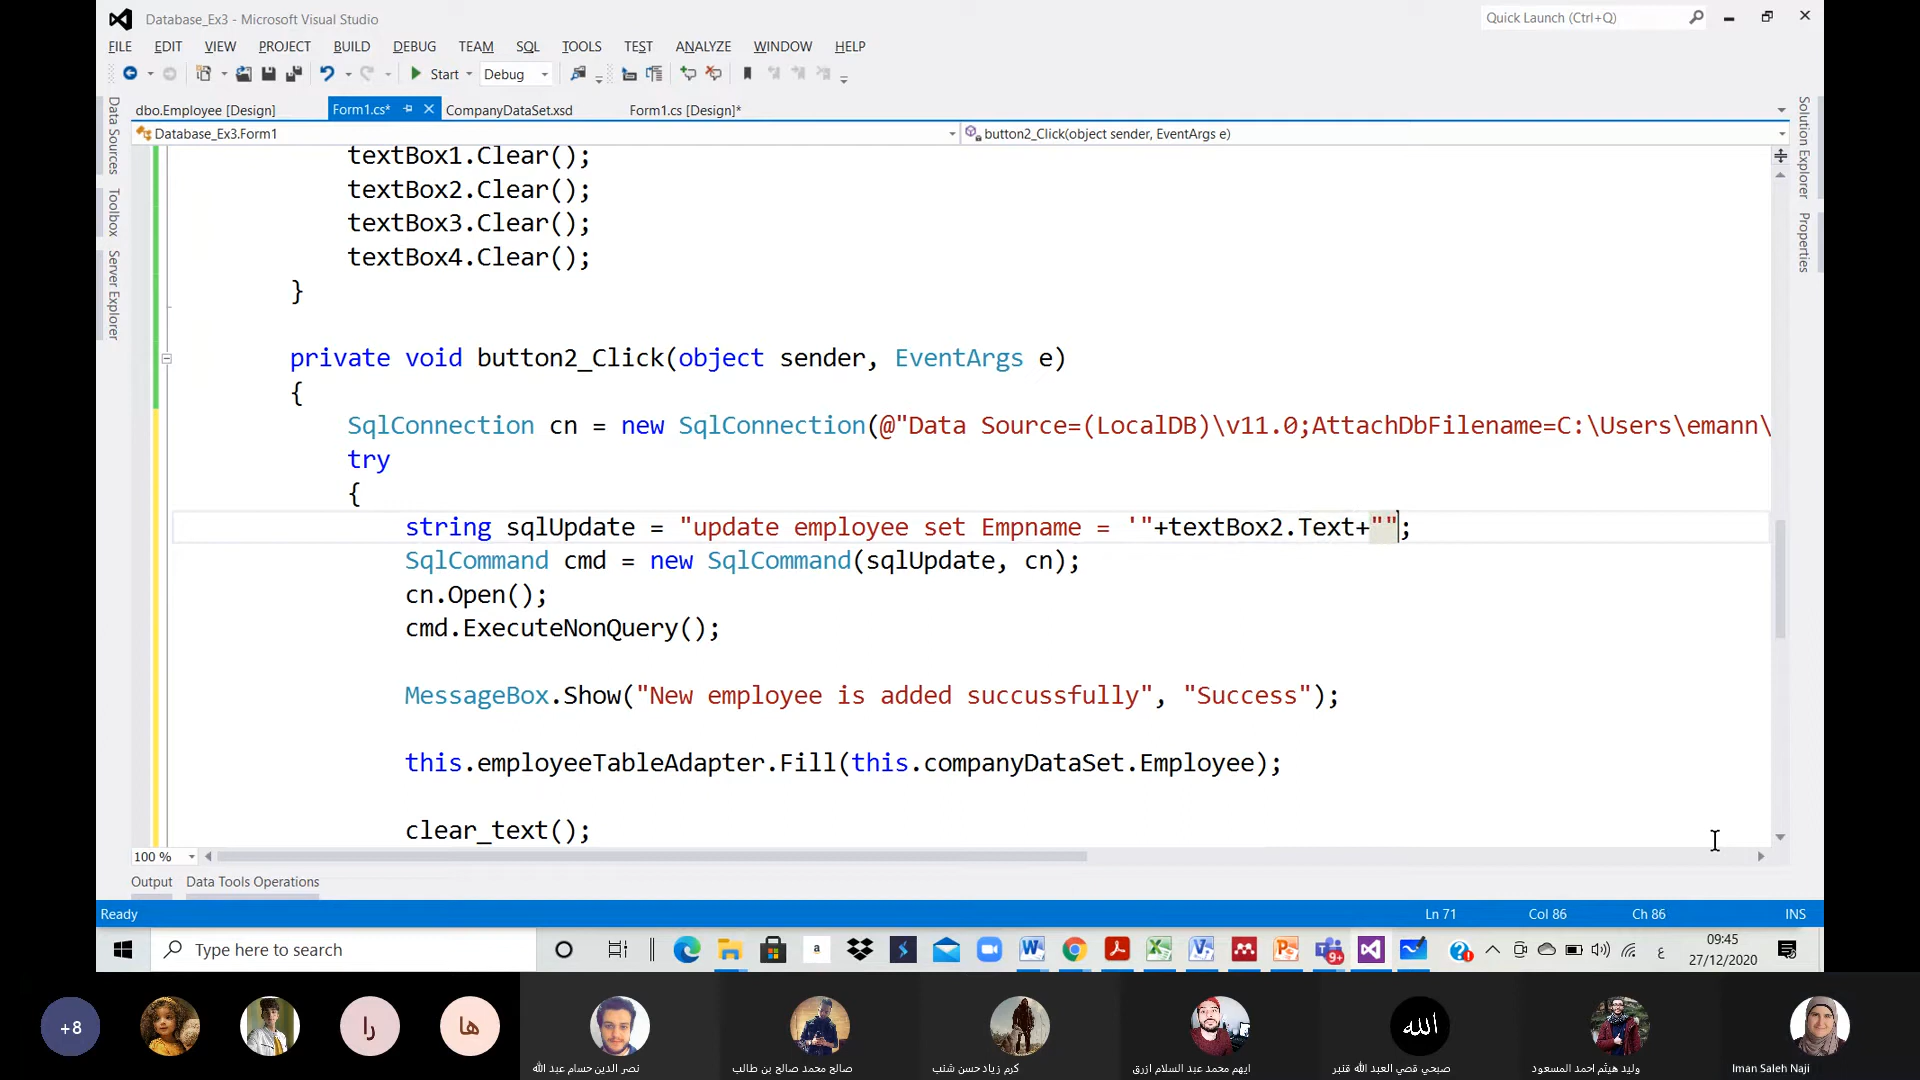 Database_Ex3 - Microsoft Visual Studio
Quick Launch (Ctrl+Q)
FILE EDIT VIEW PROJECT BUILD DEBUG TEAM SQL TOOLS TEST ANALYZE WINDOW HELP
Start Debug
dbo.Employee [Design] Form1.cs* CompanyDataSet.xsd Form1.cs [Design]*
Database_Ex3.Form1 button2_Click(object sender, EventArgs e)
Data Sources
Toolbox
Server Explorer
Solution Explorer
Properties
textBox1.Clear();
textBox2.Clear();
textBox3.Clear();
textBox4.Clear();
}
private void button2_Click(object sender, EventArgs e)
{
SqlConnection cn = new SqlConnection(@"Data Source=(LocalDB)\v11.0;AttachDbFilename=C:\Users\emann\
try
{
string sqlUpdate = "update employee set Empname = '"+textBox2.Text+"";
SqlCommand cmd = new SqlCommand(sqlUpdate, cn);
cn.Open();
cmd.ExecuteNonQuery();
MessageBox.Show("New employee is added succussfully", "Success");
this.employeeTableAdapter.Fill(this.companyDataSet.Employee);
clear_text();
100 %
Output Data Tools Operations
Ready Ln 71 Col 86 Ch 86 INS
Type here to search
a
9+
ع
09:45
27/12/2020
+8
را
ها
الله
نصر الدين حسام عبد الله
صالح محمد صالح بن طالب
كرم زياد حسن شنب
ايهم محمد عبد السلام ازرق
صبحي قصي العبد الله قنبر
وليد هيثم احمد المسعود
Iman Saleh Naji